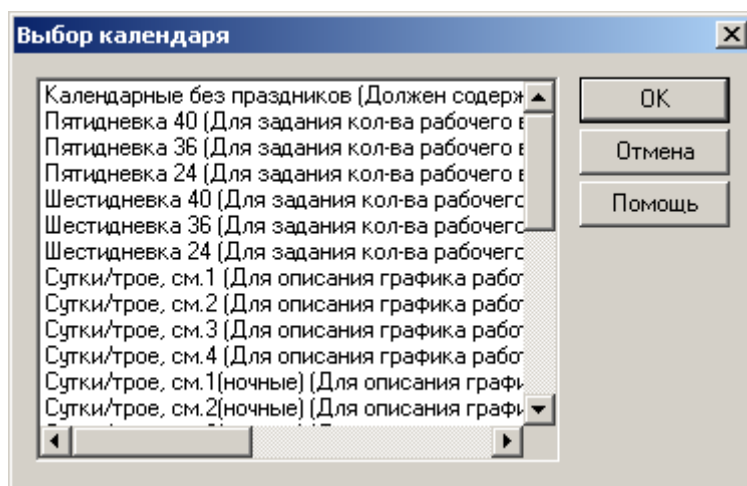 Выбор календаря
Календарные без праздников (Должен содерж
Пятидневка 40 (Для задания кол-ва рабочего в
Пятидневка 36 (Для задания кол-ва рабочего в
Пятидневка 24 (Для задания кол-ва рабочего в
Шестидневка 40 (Для задания кол-ва рабочего
Шестидневка 36 (Для задания кол-ва рабочего
Шестидневка 24 (Для задания кол-ва рабочего
Сутки/трое, см.1 (Для описания графика работ
Сутки/трое, см.2 (Для описания графика работ
Сутки/трое, см.3 (Для описания графика работ
Сутки/трое, см.4 (Для описания графика работ
Сутки/трое, см.1(ночные) (Для описания графи
Сутки/трое, см.2(ночные) (Для описания графи
OK
Отмена
Помощь